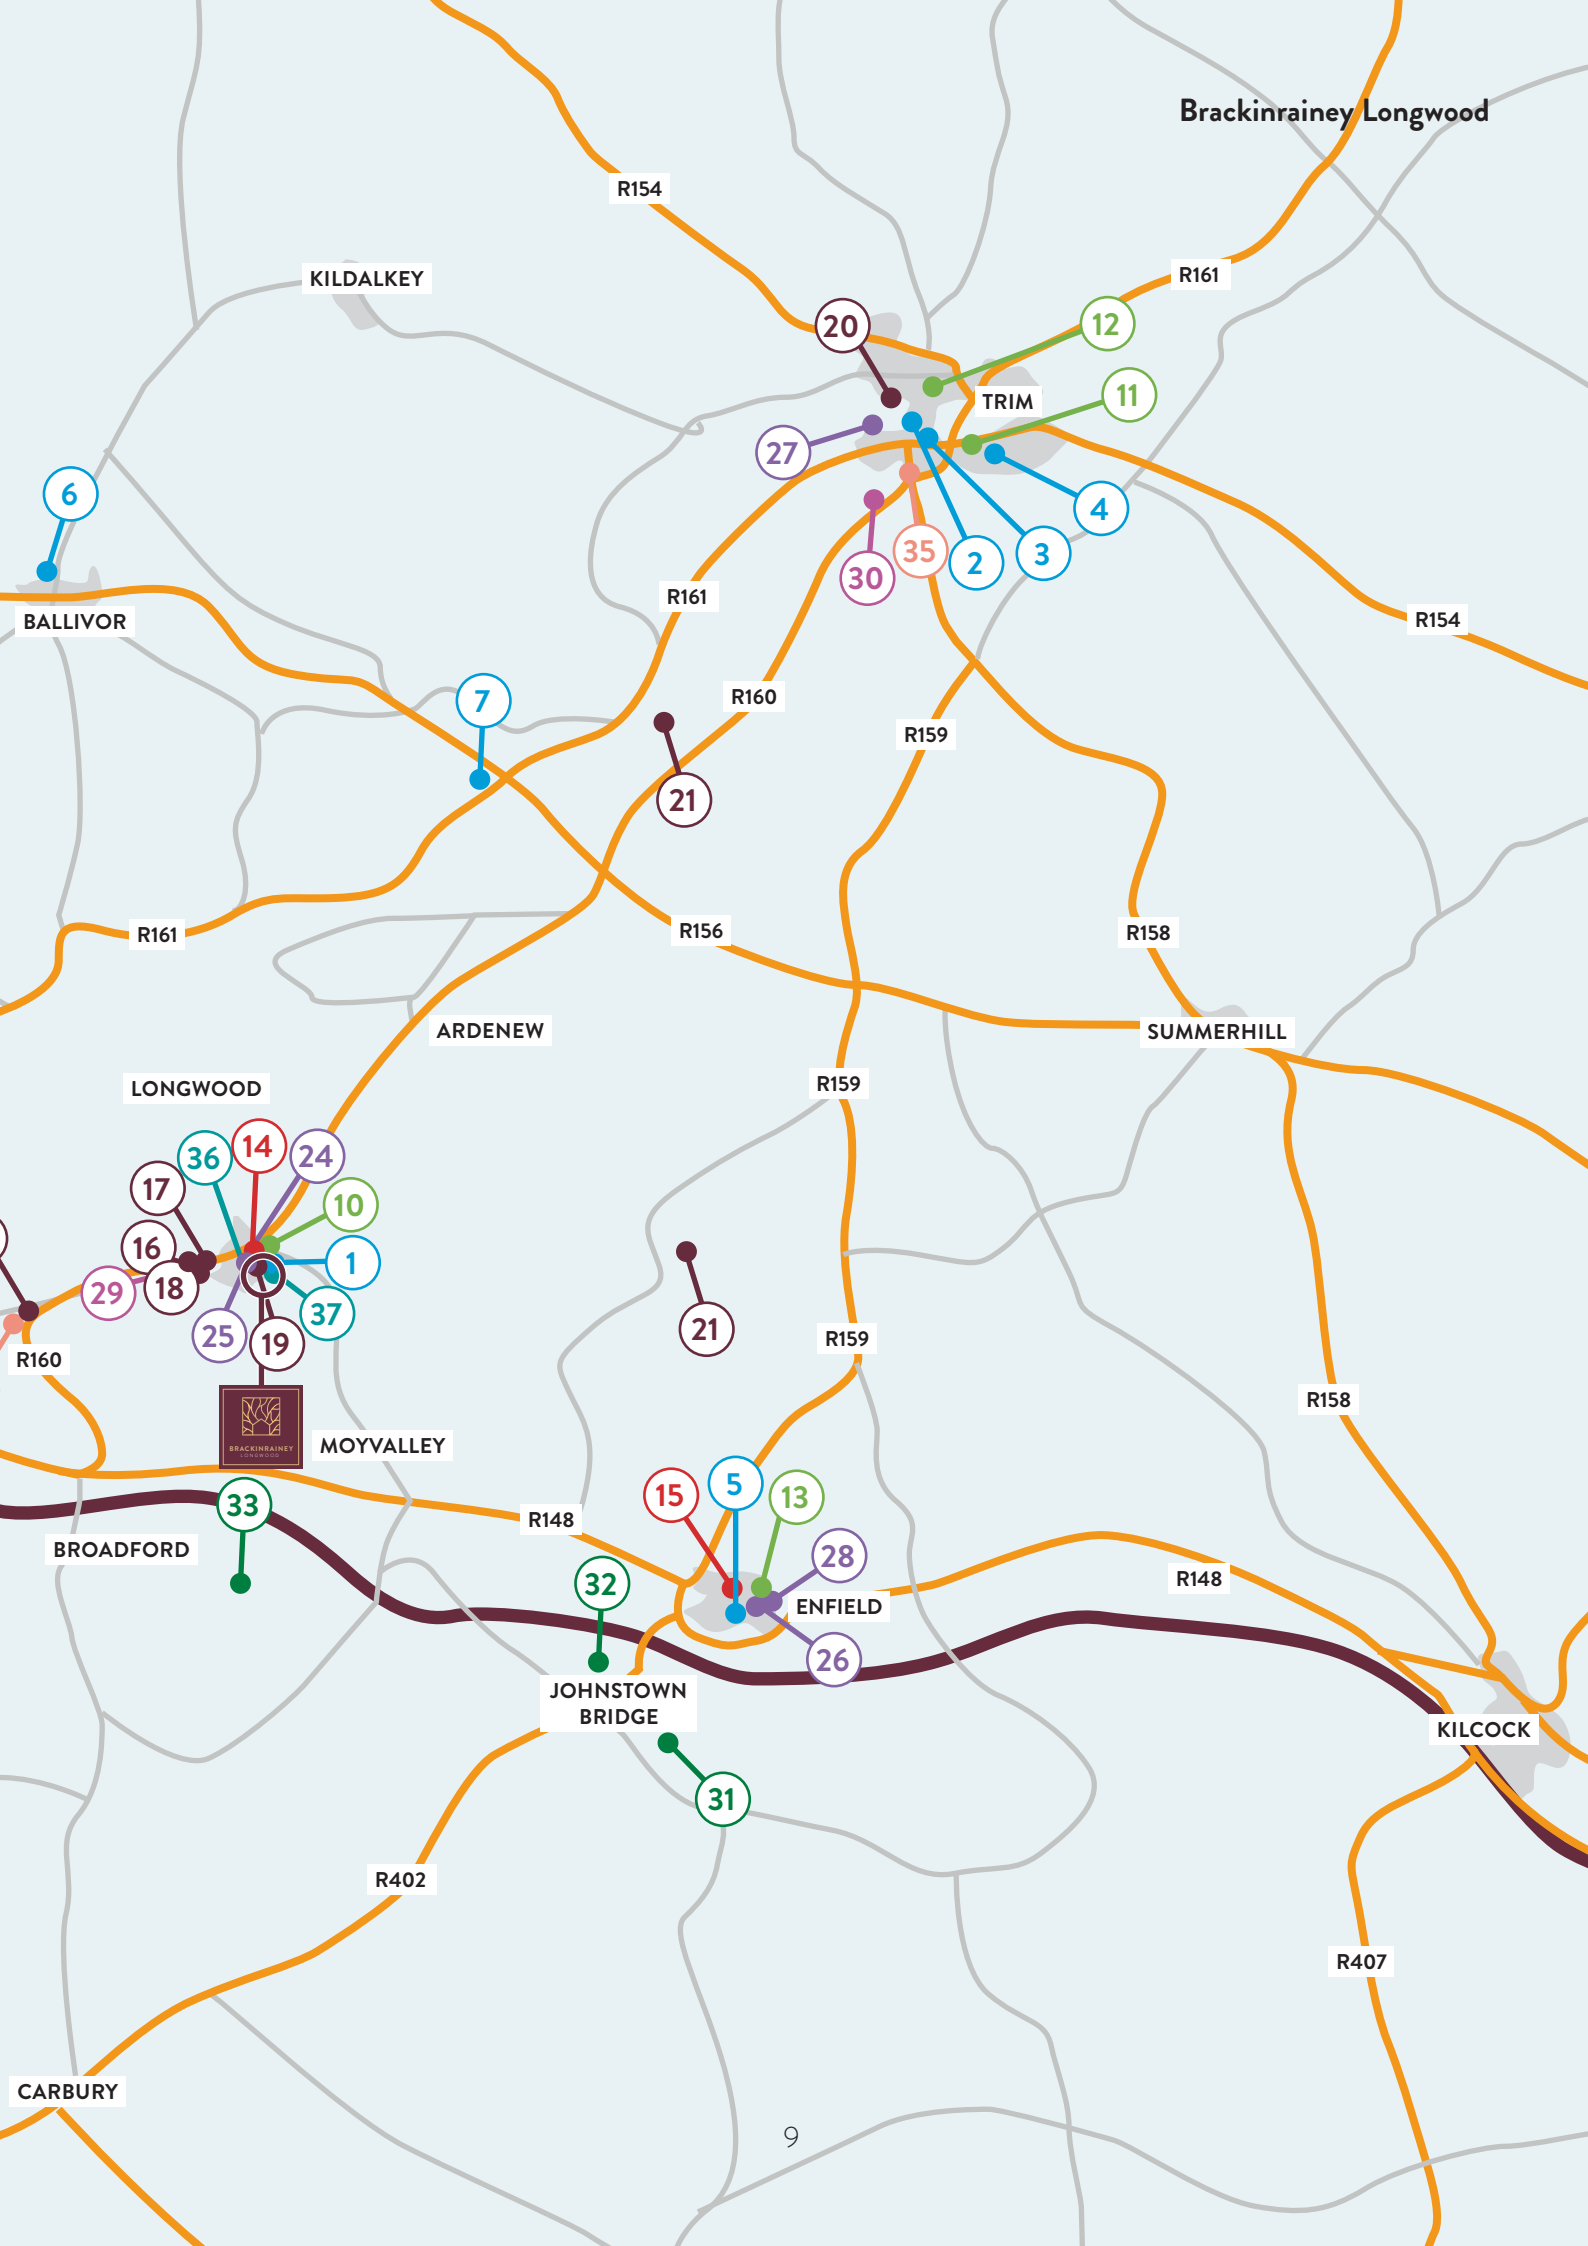 Brackinrainey Longwood
R154
KILDALKEY
R161
20
12
TRIM
11
27
6
4
35
2
3
30
R161
BALLIVOR
R154
7
R160
R159
21
R161
R156
R158
ARDENEW
SUMMERHILL
LONGWOOD
R159
14
36
24
17
10
16
1
18
29
37
25
19
21
R159
R160
R158
BRACKINRAINEY
LONGWOOD
MOYVALLEY
5
15
13
33
R148
BROADFORD
28
32
R148
ENFIELD
26
JOHNSTOWN
BRIDGE
KILCOCK
31
R402
R407
CARBURY
9